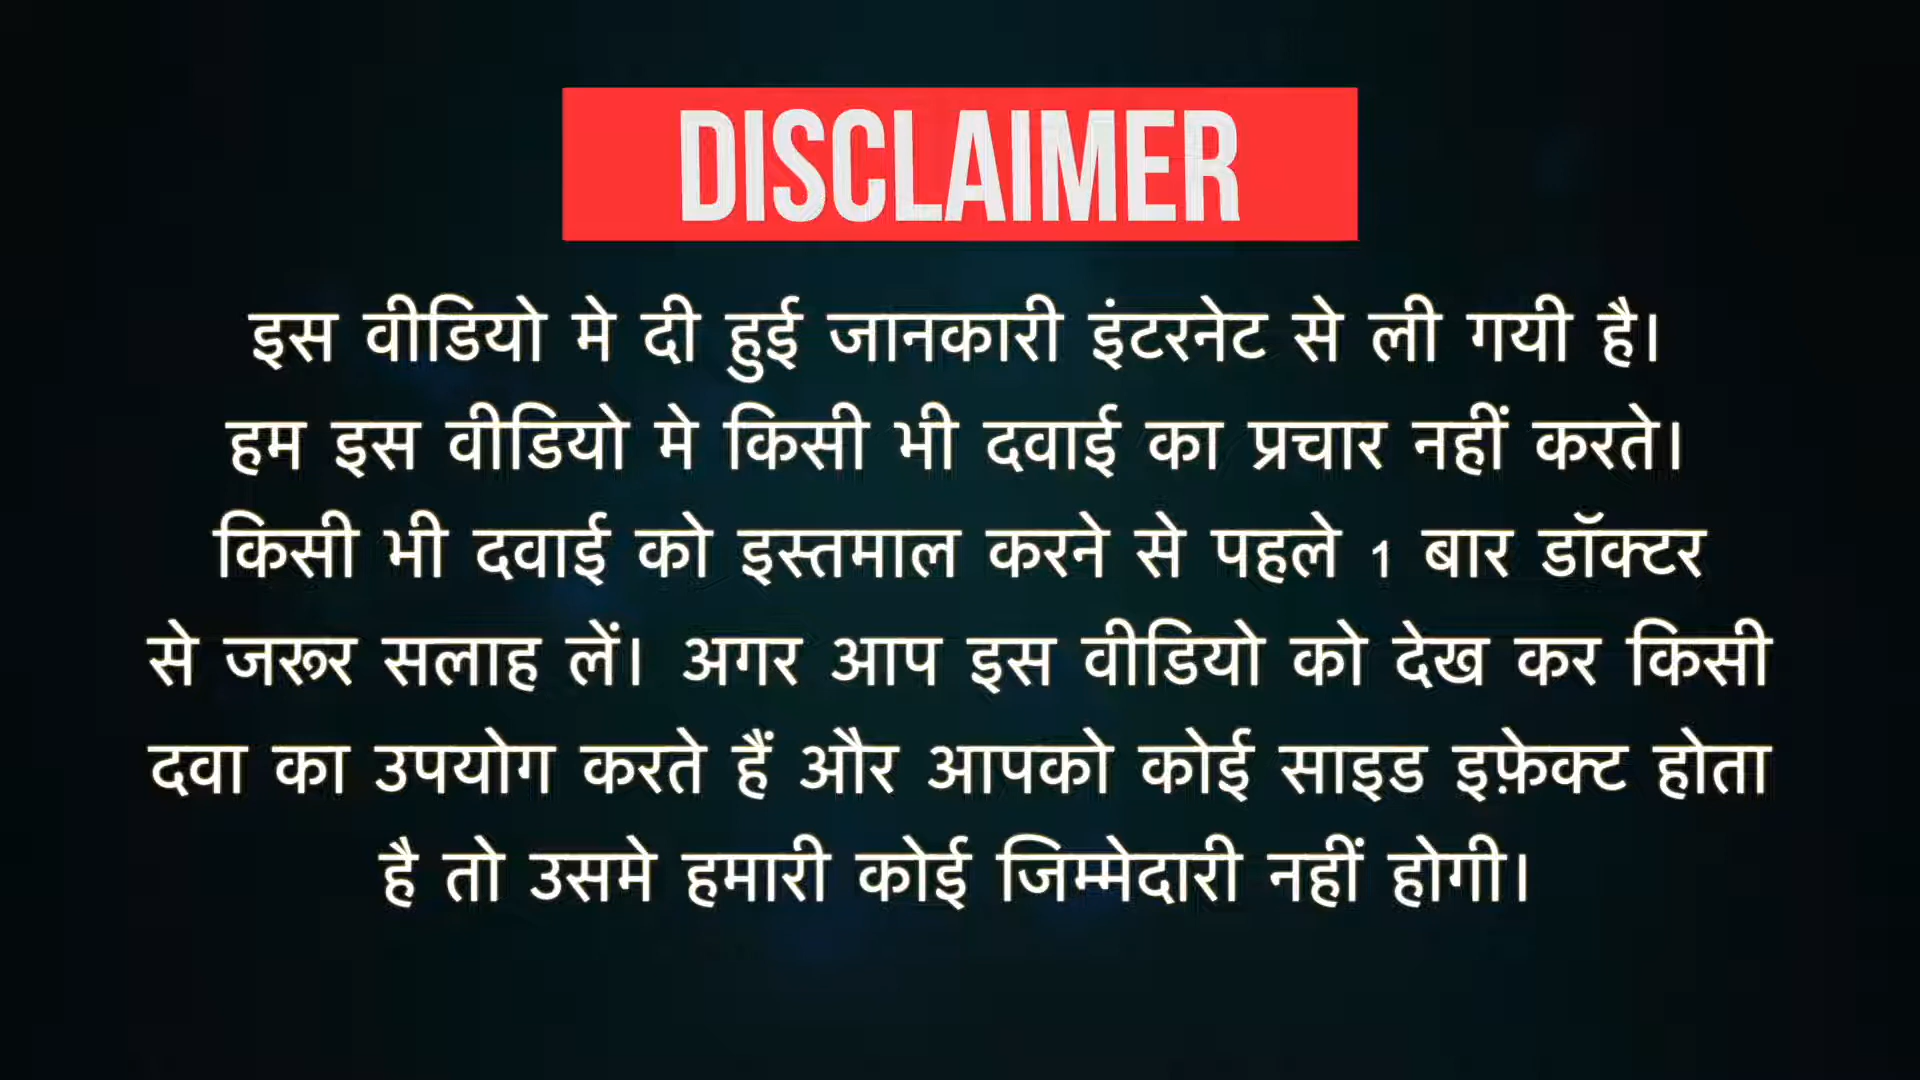 DISCLAIMER
इस वीडियो मे दी हुई जानकारी इंटरनेट से ली गयी है।
हम इस वीडियो मे किसी भी दवाई का प्रचार नहीं करते।
किसी भी दवाई को इस्तमाल करने से पहले 1 बार डॉक्टर
से जरूर सलाह लें। अगर आप इस वीडियो को देख कर किसी
दवा का उपयोग करते हैं और आपको कोई साइड इफ़ेक्ट होता
है तो उसमे हमारी कोई जिम्मेदारी नहीं होगी।